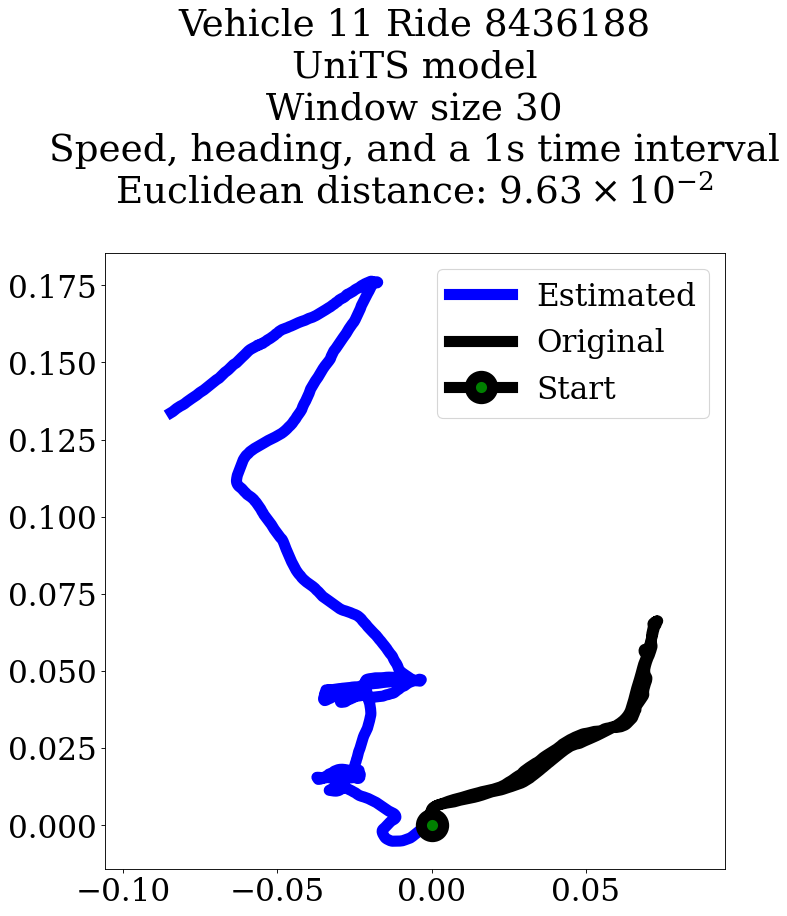 Vehicle 11 Ride 8436188
UniTS model
Window size 30
Speed, heading, and a 1s time interval
Euclidean distance: 9.63 × 10⁻²
Estimated
Original
Start
0.175
0.150
0.125
0.100
0.075
0.050
0.025
0.000
−0.10
−0.05
0.00
0.05